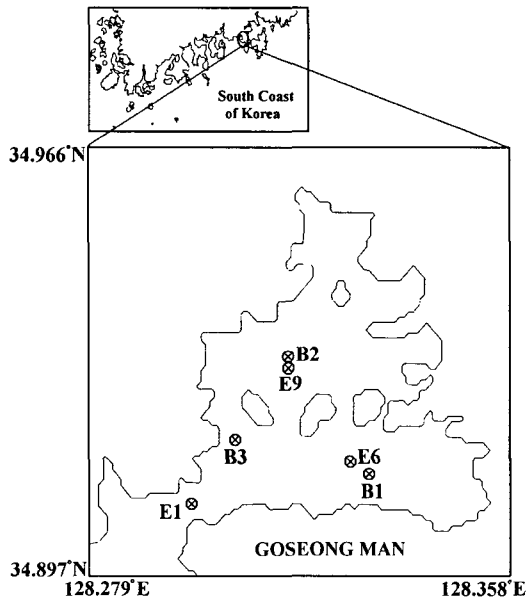 South Coast
of Korea
34.966°N
B2
E9
B3
E6
B1
E1
GOSEONG MAN
34.897°N
128.279°E
128.358°E